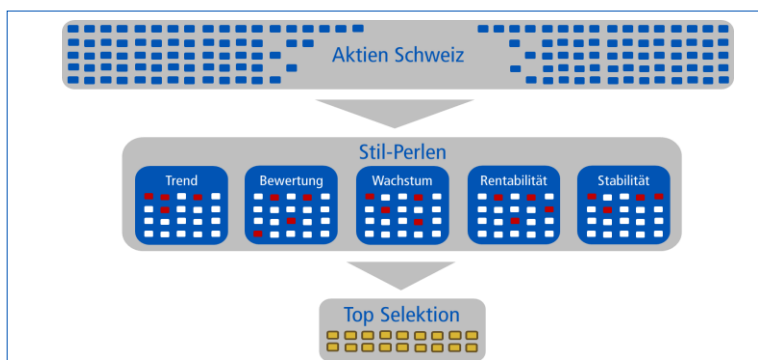 Aktien Schweiz
Stil-Perlen
Trend Bewertung Wachstum Rentabilität Stabilität
Top Selektion